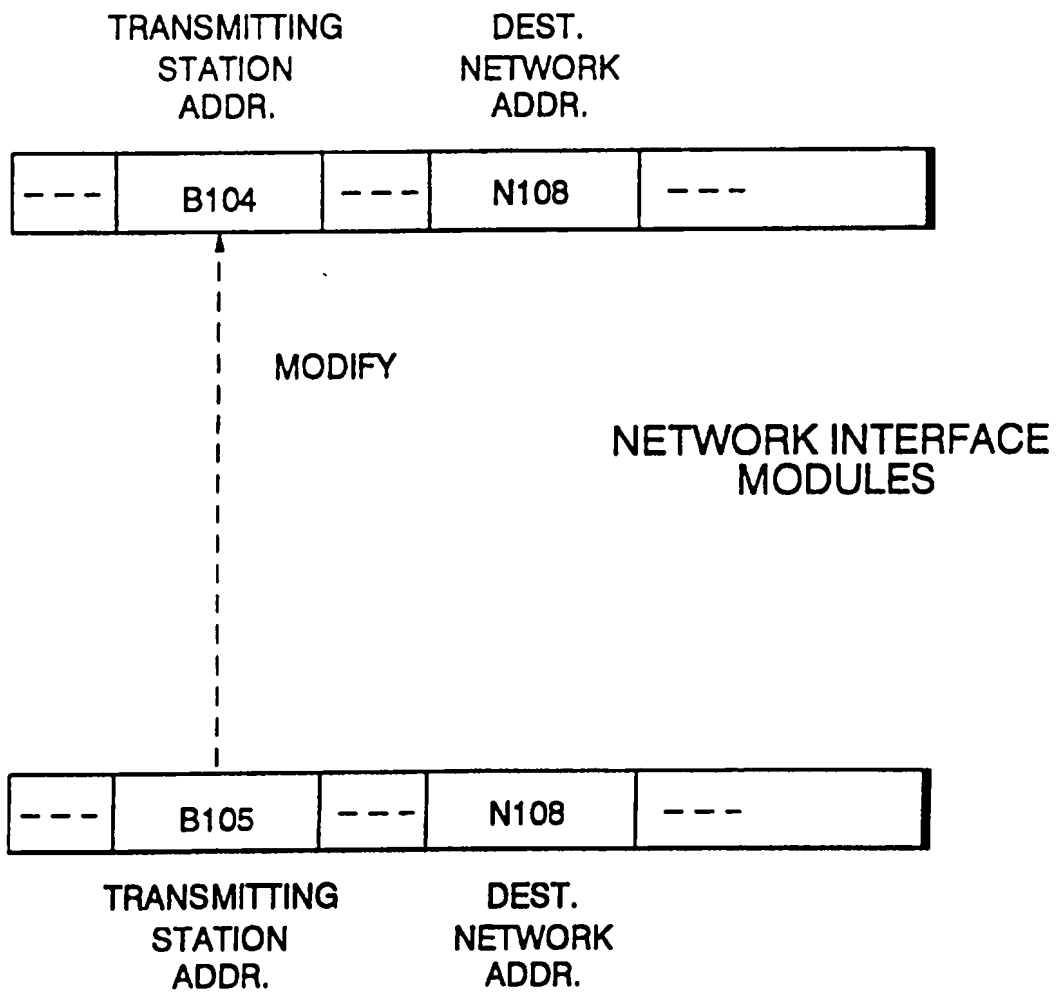 TRANSMITTING
STATION
ADDR.
DEST.
NETWORK
ADDR.
--- B104 --- N108 ---
MODIFY
NETWORK INTERFACE
MODULES
--- B105 --- N108 ---
TRANSMITTING
STATION
ADDR.
DEST.
NETWORK
ADDR.